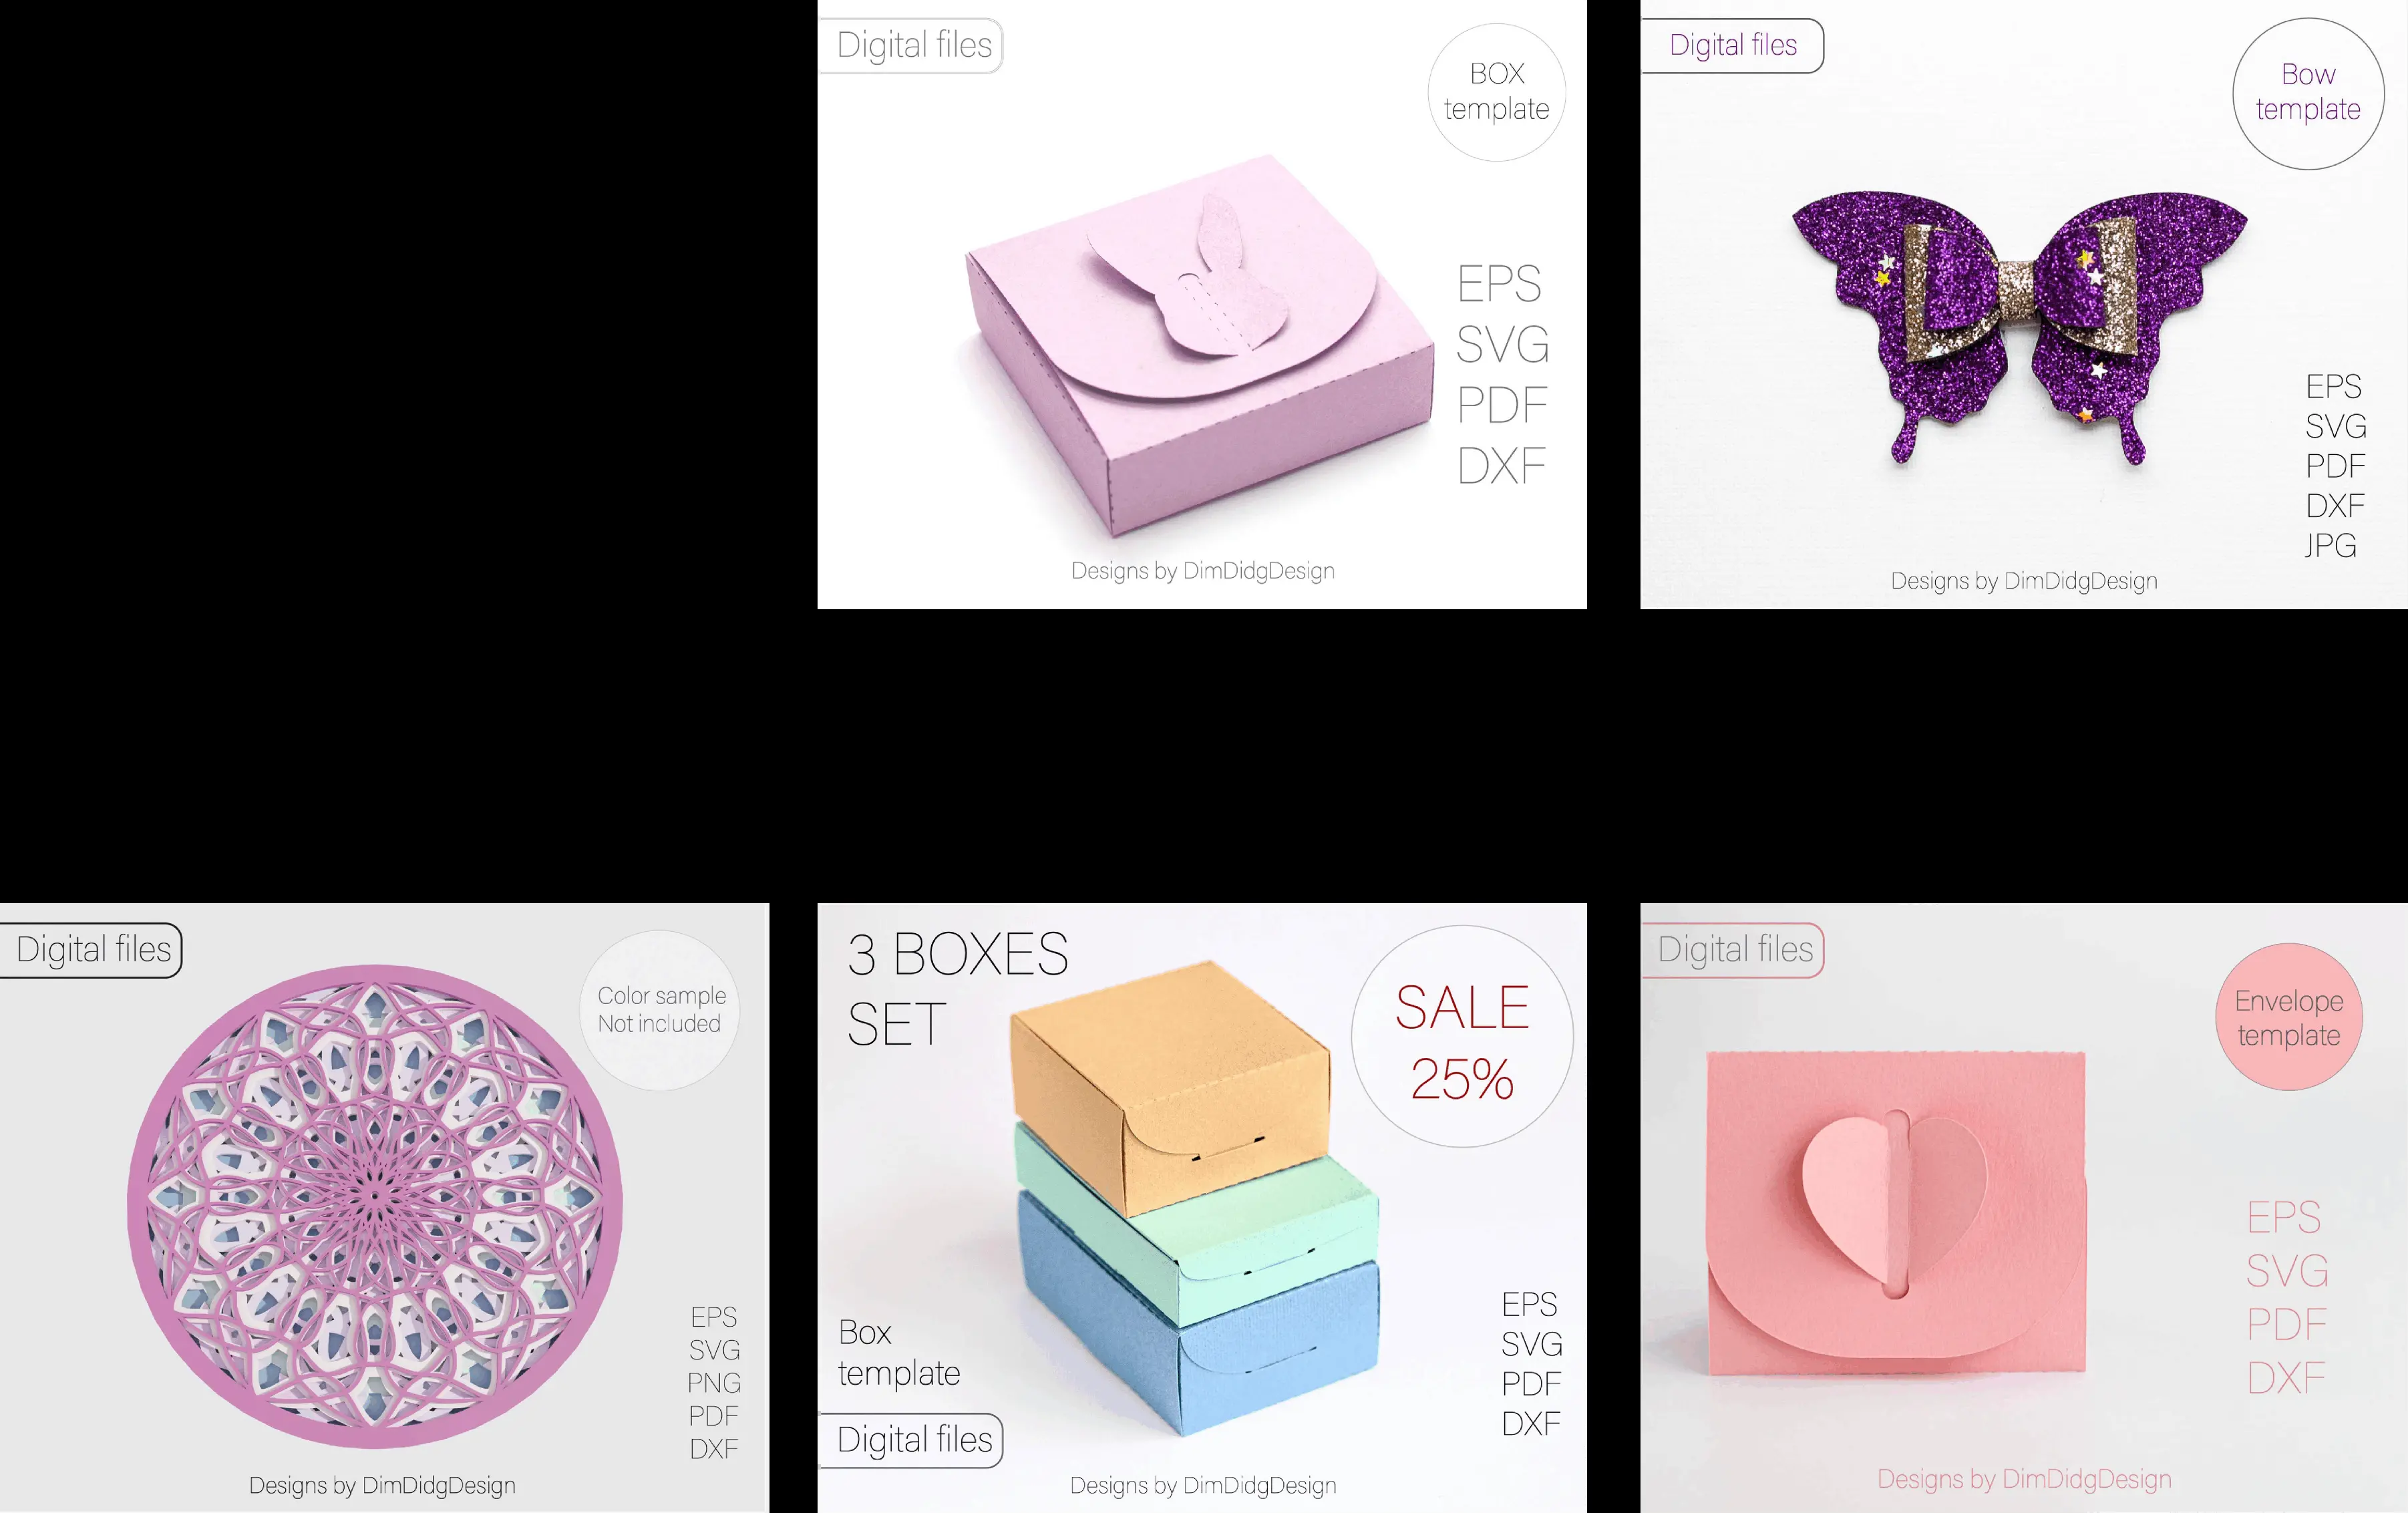 Digital files
BOX
template
EPS
SVG
PDF
DXF
Designs by DimDidgDesign
Digital files
Bow
template
EPS
SVG
PDF
DXF
JPG
Designs by DimDidgDesign
Digital files
Color sample
Not included
EPS
SVG
PNG
PDF
DXF
Designs by DimDidgDesign
3 BOXES
SET
SALE
25%
Box
template
Digital files
EPS
SVG
PDF
DXF
Designs by DimDidgDesign
Digital files
Envelope
template
EPS
SVG
PDF
DXF
Designs by DimDidgDesign